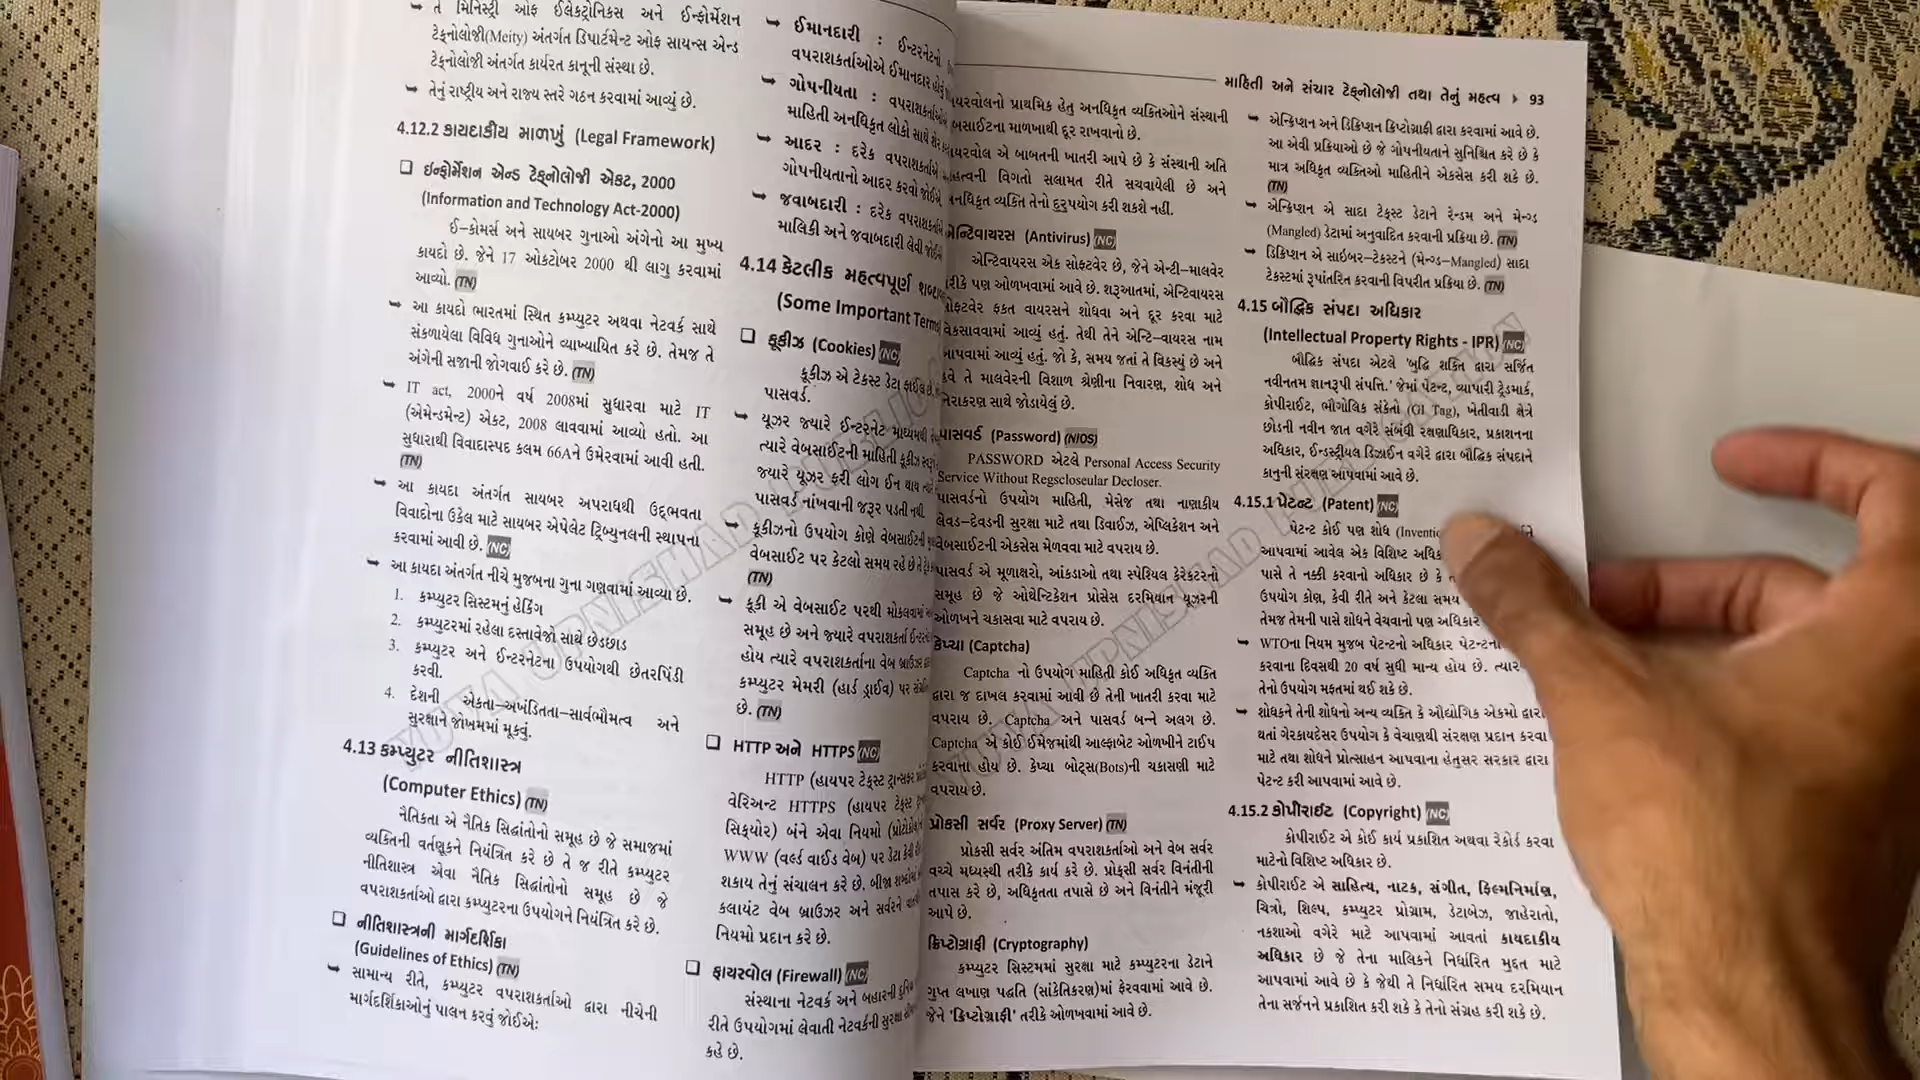 તે મિનિસ્ટ્રી ઓફ ઈલેક્ટ્રોનિકસ અને ઈન્ફોર્મેશન
ટેક્નોલોજી(Meity) અંતર્ગત ડિપાર્ટમેન્ટ ઓફ સાયન્સ એન્ડ
ટેક્નોલોજી અંતર્ગત કાર્યરત કાનૂની સંસ્થા છે.
તેનું રાષ્ટ્રીય અને રાજ્ય સ્તરે ગઠન કરવામાં આવ્યું છે.
4.12.2 કાયદાકીય માળખું (Legal Framework)
ઇન્ફોર્મેશન એન્ડ ટેક્નોલોજી એકટ, 2000
(Information and Technology Act-2000)
ઈ–કોમર્સ અને સાયબર ગુનાઓ અંગેનો આ મુખ્ય
કાયદો છે. જેને 17 ઓકટોબર 2000 થી લાગુ કરવામાં
આવ્યો. (TN)
આ કાયદો ભારતમાં સ્થિત કમ્પ્યુટર અથવા નેટવર્ક સાથે
સંકળાયેલા વિવિધ ગુનાઓને વ્યાખ્યાયિત કરે છે. તેમજ તે
અંગેની સજાની જોગવાઈ કરે છે. (TN)
IT act, 2000ને વર્ષ 2008માં સુધારવા માટે IT
(એમેન્ડમેન્ટ) એકટ, 2008 લાવવામાં આવ્યો હતો. આ
સુધારાથી વિવાદાસ્પદ કલમ 66Aને ઉમેરવામાં આવી હતી.
(TN)
આ કાયદા અંતર્ગત સાયબર અપરાધથી ઉદ્દભવતા
વિવાદોના ઉકેલ માટે સાયબર એપેલેટ ટ્રિબ્યુનલની સ્થાપના
કરવામાં આવી છે. (NC)
આ કાયદા અંતર્ગત નીચે મુજબના ગુના ગણવામાં આવ્યા છે.
1. કમ્પ્યુટર સિસ્ટમનું હેકિંગ
2. કમ્પ્યુટરમાં રહેલા દસ્તાવેજો સાથે છેડછાડ
3. કમ્પ્યુટર અને ઈન્ટરનેટના ઉપયોગથી છેતરપિંડી
કરવી.
4. દેશની એકતા–અખંડિતતા–સાર્વભૌમત્વ અને
સુરક્ષાને જોખમમાં મૂકવું.
4.13 કમ્પ્યુટર નીતિશાસ્ત્ર
(Computer Ethics) (TN)
નૈતિકતા એ નૈતિક સિદ્ધાંતોનો સમૂહ છે જે સમાજમાં
વ્યક્તિની વર્તણૂકને નિયંત્રિત કરે છે તે જ રીતે કમ્પ્યુટર
નીતિશાસ્ત્ર એવા નૈતિક સિદ્ધાંતોનો સમૂહ છે જે
વપરાશકર્તાઓ દ્વારા કમ્પ્યુટરના ઉપયોગને નિયંત્રિત કરે છે.
નીતિશાસ્ત્રની માર્ગદર્શિકા
(Guidelines of Ethics) (TN)
સામાન્ય રીતે, કમ્પ્યુટર વપરાશકર્તાઓ દ્વારા નીચેની
માર્ગદર્શિકાઓનું પાલન કરવું જોઈએઃ
ઈમાનદારી : ઈન્ટરનેટનો
વપરાશકર્તાઓએ ઈમાનદાર
ગોપનીયતા : વપરાશકર્તાઓએ
માહિતી અનધિકૃત લોકો સાથે
આદર : દરેક વપરાશકર્તાએ
ગોપનીયતાનો આદર કરવો જોઈએ
જવાબદારી : દરેક વપરાશકર્તાએ
માલિકી અને જવાબદારી લેવી જોઈએ
4.14 કેટલીક મહત્વપૂર્ણ
(Some Important Terms
કૂકીઝ (Cookies) (NC)
કૂકીઝ એ ટેકસ્ટ ડેટા ફાઈલ છે,
પાસવર્ડ.
યૂઝર જ્યારે ઈન્ટરનેટ માધ્યમથી
ત્યારે વેબસાઈટની માહિતી કૂકીઝ
જ્યારે યૂઝર ફરી લોગ ઈન થાય
પાસવર્ડ નાંખવાની જરૂર પડતી નથી.
કૂકીઝનો ઉપયોગ કોણે વેબસાઈટની
વેબસાઈટ પર કેટલો સમય રહે છે તે
(TN)
કૂકી એ વેબસાઈટ પરથી મોકલવામાં
સમૂહ છે અને જ્યારે વપરાશકર્તા
હોય ત્યારે વપરાશકર્તાના વેબ બ્રાઉઝર
કમ્પ્યુટર મેમરી (હાર્ડ ડ્રાઈવ) પર
છે. (TN)
HTTP અને HTTPS (NC)
HTTP (હાયપર ટેક્સ્ટ ટ્રાન્સફર
વેરિઅન્ટ HTTPS (હાયપર ટેક્સ્ટ
સિક્યોર) બંને એવા નિયમો
WWW (વર્લ્ડ વાઈડ વેબ) પર ડેટા કેવી
શકાય તેનું સંચાલન કરે છે. બીજા
કલાયંટ વેબ બ્રાઉઝર અને સર્વરને
નિયમો પ્રદાન કરે છે.
ફાયરવોલ (Firewall) (NC)
સંસ્થાના નેટવર્ક અને બહારની
રીતે ઉપયોગમાં લેવાતી નેટવર્કની સુરક્ષા
કહે છે.
માહિતી અને સંચાર ટેક્નોલોજી તથા તેનું મહત્વ 93
પ્રાથમિક હેતુ અનધિકૃત વ્યક્તિઓને સંસ્થાની
માળખાથી દૂર રાખવાનો છે.
એ બાબતની ખાતરી આપે છે કે સંસ્થાની અતિ
વિગતો સલામત રીતે સચવાયેલી છે અને
વ્યક્તિ તેનો દુરુપયોગ કરી શકશે નહીં.
એન્ટિવાયરસ (Antivirus) (NC)
એન્ટિવાયરસ એક સોફ્ટવેર છે, જેને એન્ટી–માલવેર
તરીકે પણ ઓળખવામાં આવે છે. શરૂઆતમાં, એન્ટિવાયરસ
સોફ્ટવેર ફક્ત વાયરસને શોધવા અને દૂર કરવા માટે
વિકસાવવામાં આવ્યું હતું. તેથી તેને એન્ટિ–વાયરસ નામ
આપવામાં આવ્યું હતું. જો કે, સમય જતાં તે વિકસ્યું છે અને
હવે તે માલવેરની વિશાળ શ્રેણીના નિવારણ, શોધ અને
નિરાકરણ સાથે જોડાયેલું છે.
પાસવર્ડ (Password) (NIOS)
PASSWORD એટલે Personal Access Security
Service Without Regscloseular Decloser.
પાસવર્ડનો ઉપયોગ માહિતી, મેસેજ તથા નાણાકીય
લેવડ–દેવડની સુરક્ષા માટે તથા ડિવાઈઝ, એપ્લિકેશન અને
વેબસાઈટની એકસેસ મેળવવા માટે વપરાય છે.
પાસવર્ડ એ મૂળાક્ષરો, આંકડાઓ તથા સ્પેશિયલ કેરેકટરનો
સમૂહ છે જે ઓથેન્ટિકેશન પ્રોસેસ દરમિયાન યૂઝરની
ઓળખને ચકાસવા માટે વપરાય છે.
કેપ્ચા (Captcha)
Captcha નો ઉપયોગ માહિતી કોઈ અધિકૃત વ્યક્તિ
દ્વારા જ દાખલ કરવામાં આવી છે તેની ખાતરી કરવા માટે
વપરાય છે. Captcha અને પાસવર્ડ બન્ને અલગ છે.
Captcha એ કોઈ ઈમેજમાંથી આલ્ફાબેટ ઓળખીને ટાઈપ
કરવાના હોય છે. કેપ્ચા બોટ્સ(Bots)ની ચકાસણી માટે
વપરાય છે.
પ્રોકસી સર્વર (Proxy Server) (TN)
પ્રોકસી સર્વર અંતિમ વપરાશકર્તાઓ અને વેબ સર્વર
વચ્ચે મધ્યસ્થી તરીકે કાર્ય કરે છે. પ્રોક્સી સર્વર વિનંતીની
તપાસ કરે છે, અધિકૃતતા તપાસે છે અને વિનંતીને મંજૂરી
આપે છે.
ક્રિપ્ટોગ્રાફી (Cryptography)
કમ્પ્યુટર સિસ્ટમમાં સુરક્ષા માટે કમ્પ્યુટરના ડેટાને
ગુપ્ત લખાણ પદ્ધતિ (સાંકેતિકરણ)માં ફેરવવામાં આવે છે.
જેને 'ક્રિપ્ટોગ્રાફી' તરીકે ઓળખવામાં આવે છે.
એન્ક્રિપ્શન અને ડિક્રિપ્શન ક્રિપ્ટોગ્રાફી દ્વારા કરવામાં આવે છે.
આ એવી પ્રક્રિયાઓ છે જે ગોપનીયતાને સુનિશ્ચિત કરે છે કે
માત્ર અધિકૃત વ્યક્તિઓ માહિતીને એકસેસ કરી શકે છે.
(TN)
એન્ક્રિપ્શન એ સાદા ટેક્સ્ટ ડેટાને રેન્ડમ અને મેન્ગ્ડ
(Mangled) ડેટામાં અનુવાદિત કરવાની પ્રક્રિયા છે. (TN)
ડિક્રિપ્શન એ સાઇબર–ટેકસ્ટને (મેન્ગ્ડ–Mangled) સાદા
ટેકસ્ટમાં રૂપાંતરિત કરવાની વિપરીત પ્રક્રિયા છે. (TN)
4.15 બૌદ્ધિક સંપદા અધિકાર
(Intellectual Property Rights - IPR) (NC)
બૌદ્ધિક સંપદા એટલે 'બુદ્ધિ શક્તિ દ્વારા સર્જિત
નવીનતમ જ્ઞાનરૂપી સંપત્તિ.' જેમાં પેટન્ટ, વ્યાપારી ટ્રેડમાર્ક,
કોપીરાઈટ, ભૌગોલિક સંકેતો (GI Tag), ખેતીવાડી ક્ષેત્રે
છોડની નવીન જાત વગેરે સંબંધી રક્ષણાધિકાર, પ્રકાશનના
અધિકાર, ઈન્ડસ્ટ્રીયલ ડિઝાઈન વગેરે દ્વારા બૌદ્ધિક સંપદાને
કાનુની સંરક્ષણ આપવામાં આવે છે.
4.15.1 પેટન્ટ (Patent) (NC)
પેટન્ટ કોઈ પણ શોધ
આપવામાં આવેલ એક વિશિષ્ટ
પાસે તે નક્કી કરવાનો અધિકાર છે કે
ઉપયોગ કોણ, કેવી રીતે અને કેટલા સમય
તેમજ તેમની પાસે શોધને વેચવાનો પણ અધિકાર
WTOના નિયમ મુજબ પેટન્ટનો અધિકાર
કરવાના દિવસથી 20 વર્ષ સુધી માન્ય હોય છે.
તેનો ઉપયોગ મફતમાં થઈ શકે છે.
શોધકને તેની શોધનો અન્ય વ્યક્તિ કે ઔદ્યોગિક એકમો દ્વારા
થતાં ગેરકાયદેસર ઉપયોગ કે વેચાણથી સંરક્ષણ પ્રદાન કરવા
માટે તથા શોધને પ્રોત્સાહન આપવાના હેતુસર સરકાર દ્વારા
પેટન્ટ કરી આપવામાં આવે છે.
4.15.2 કોપીરાઈટ (Copyright) (NC)
કોપીરાઈટ એ કોઈ કાર્ય પ્રકાશિત અથવા રેકોર્ડ કરવા
માટેનો વિશિષ્ટ અધિકાર છે.
કોપીરાઈટ એ સાહિત્ય, નાટક, સંગીત, ફિલ્મનિર્માણ,
ચિત્રો, શિલ્પ, કમ્પ્યુટર પ્રોગ્રામ, ડેટાબેઝ, જાહેરાતો,
નકશાઓ વગેરે માટે આપવામાં આવતાં કાયદાકીય
અધિકાર છે જે તેના માલિકને નિર્ધારિત મુદ્દત માટે
આપવામાં આવે છે કે જેથી તે નિર્ધારિત સમય દરમિયાન
તેના સર્જનને પ્રકાશિત કરી શકે કે તેનો સંગ્રહ કરી શકે છે.